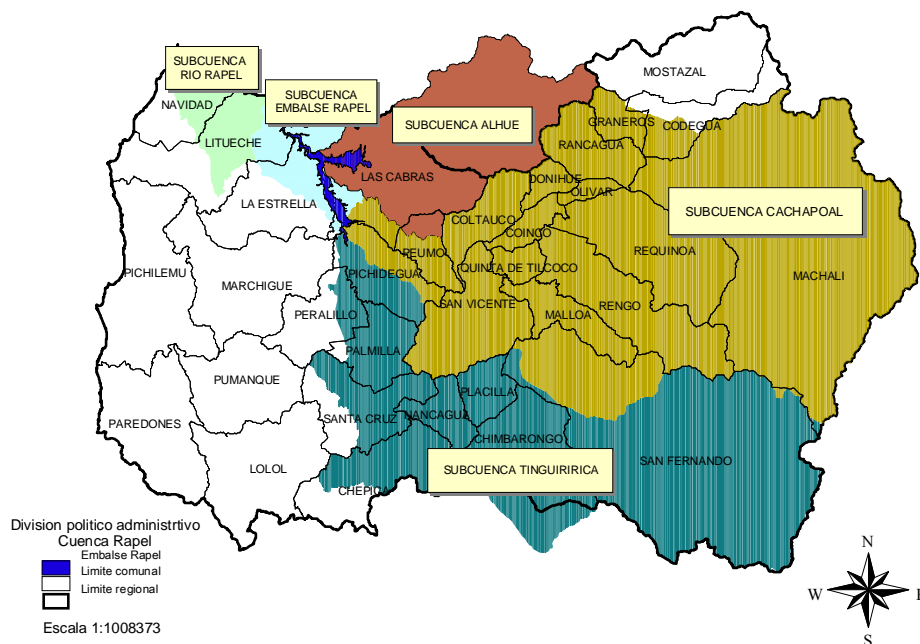 MOSTAZAL
SUBCUENCA
RIO RAPEL
SUBCUENCA
EMBALSE RAPEL
NAVIDAD
SUBCUENCA ALHUE
GRANEROS
CODEGUA
LITUECHE
RANCAGUA
LAS CABRAS
DONIHUE
OLIVAR
LA ESTRELLA
SUBCUENCA CACHAPOAL
COLTAUCO
COINCO
PEUMO
REQUINOA
PICHILEMU
PICHIDEGUA
QUINTA DE TILCOCO
MACHALI
MARCHIGUE
SAN VICENTE
RENGO
PERALILLO
MALLOA
PALMILLA
PUMANQUE
PLACILLA
PAREDONES
SANTA CRUZ
NANCAGUA
CHIMBARONGO
LOLOL
SUBCUENCA TINGUIRIRICA
SAN FERNANDO
CHEPICA
Division politico administrtivo
Cuenca Rapel
Embalse Rapel
Limite comunal
Limite regional
Escala 1:1008373
N
W
E
S